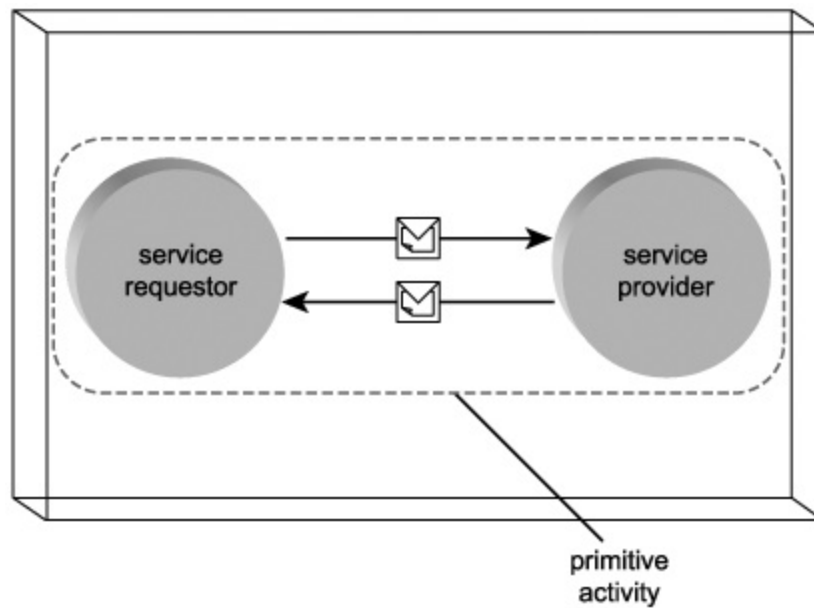 service
requestor
service
provider
primitive
activity